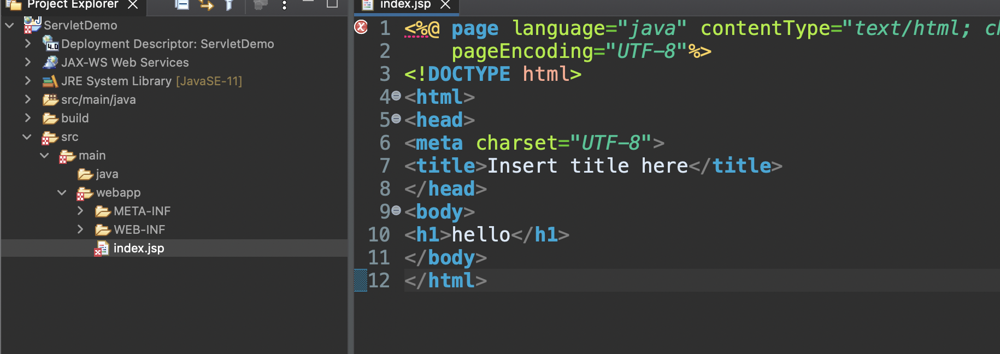 Project Explorer
ServletDemo
4.0 Deployment Descriptor: ServletDemo
JAX-WS Web Services
JRE System Library [JavaSE-11]
src/main/java
build
src
main
java
webapp
META-INF
WEB-INF
index.jsp
index.jsp
1 <%@ page language="java" contentType="text/html; ch
2 pageEncoding="UTF-8"%>
3 <!DOCTYPE html>
4 <html>
5 <head>
6 <meta charset="UTF-8">
7 <title>Insert title here</title>
8 </head>
9 <body>
10 <h1>hello</h1>
11 </body>
12 </html>